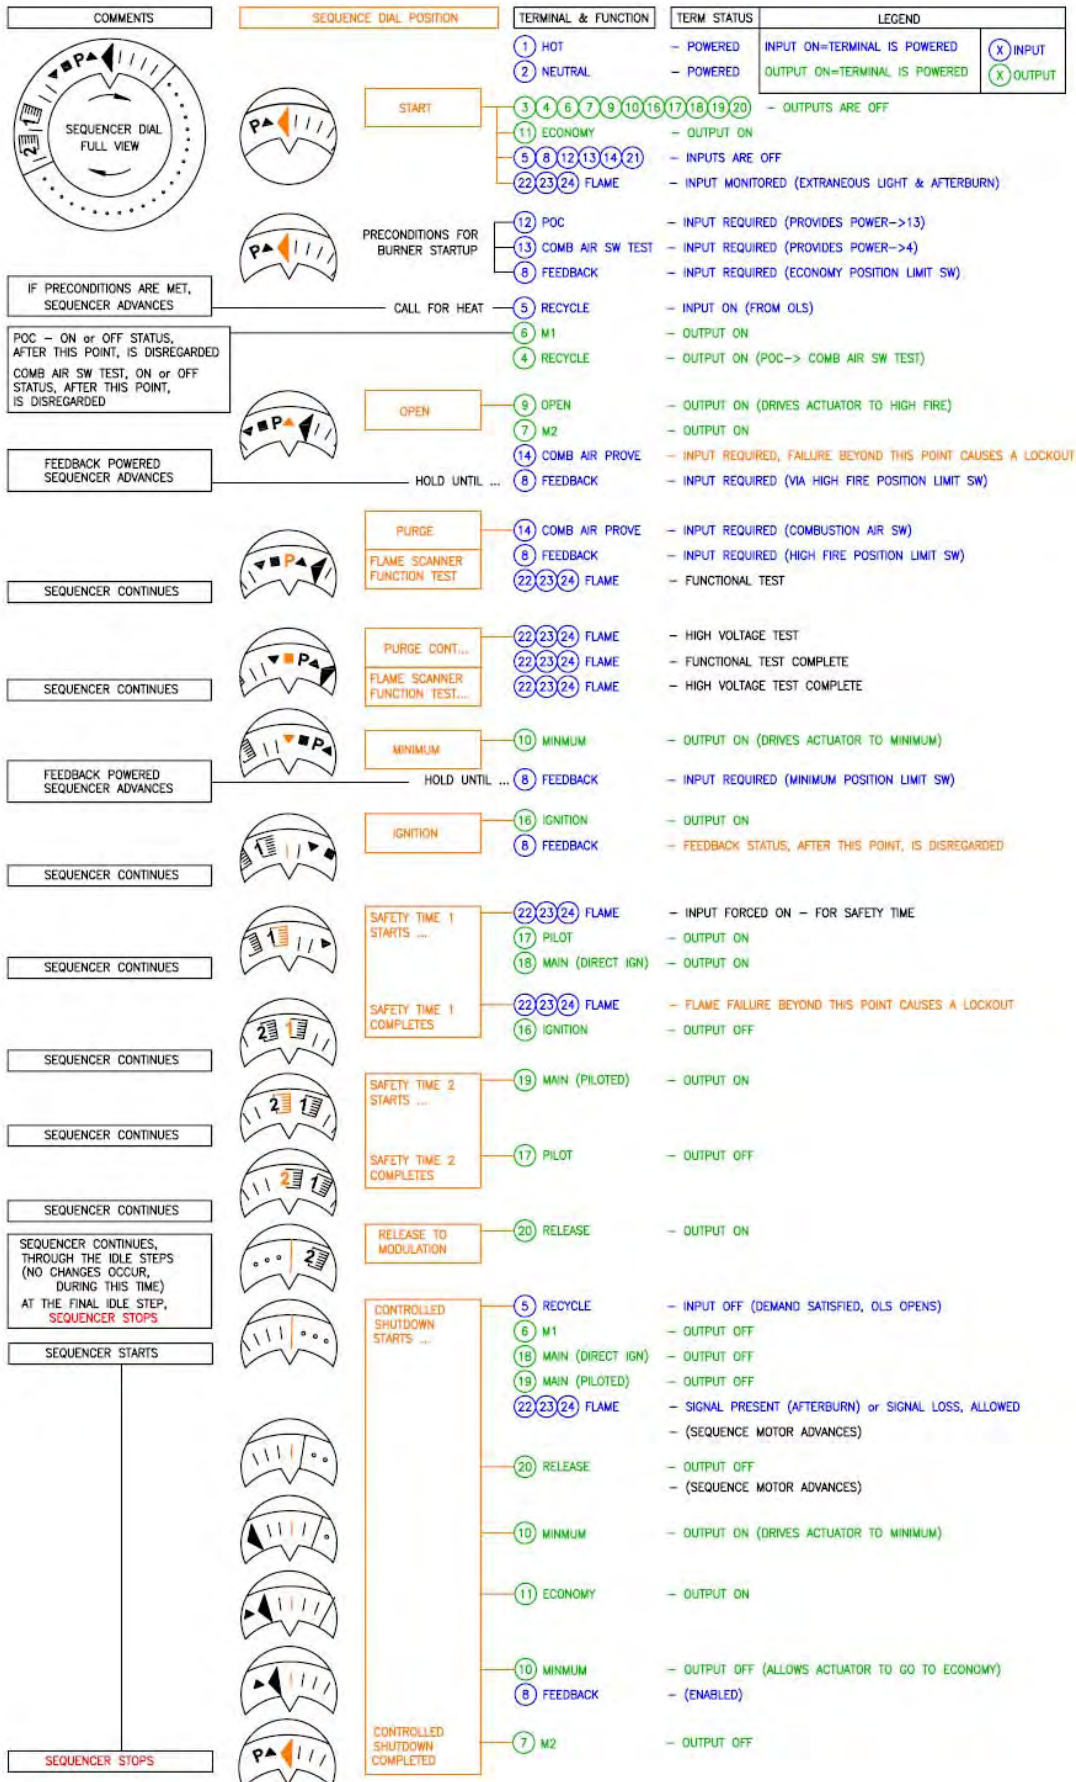 COMMENTS
SEQUENCE DIAL POSITION
TERMINAL & FUNCTION
TERM STATUS
LEGEND
1 HOT - POWERED
INPUT ON=TERMINAL IS POWERED
X INPUT
2 NEUTRAL - POWERED
OUTPUT ON=TERMINAL IS POWERED
X OUTPUT
P
1
2
SEQUENCER DIAL
FULL VIEW
P
START
3 4 6 7 9 10 16 17 18 19 20 - OUTPUTS ARE OFF
11 ECONOMY - OUTPUT ON
5 8 12 13 14 21 - INPUTS ARE OFF
22 23 24 FLAME - INPUT MONITORED (EXTRANEOUS LIGHT & AFTERBURN)
P
PRECONDITIONS FOR
BURNER STARTUP
12 POC - INPUT REQUIRED (PROVIDES POWER->13)
13 COMB AIR SW TEST - INPUT REQUIRED (PROVIDES POWER->4)
8 FEEDBACK - INPUT REQUIRED (ECONOMY POSITION LIMIT SW)
IF PRECONDITIONS ARE MET,
SEQUENCER ADVANCES
CALL FOR HEAT
5 RECYCLE - INPUT ON (FROM OLS)
POC - ON or OFF STATUS,
AFTER THIS POINT, IS DISREGARDED
COMB AIR SW TEST, ON or OFF
STATUS, AFTER THIS POINT,
IS DISREGARDED
6 M1 - OUTPUT ON
4 RECYCLE - OUTPUT ON (POC-> COMB AIR SW TEST)
P
OPEN
9 OPEN - OUTPUT ON (DRIVES ACTUATOR TO HIGH FIRE)
7 M2 - OUTPUT ON
14 COMB AIR PROVE - INPUT REQUIRED, FAILURE BEYOND THIS POINT CAUSES A LOCKOUT
FEEDBACK POWERED
SEQUENCER ADVANCES
HOLD UNTIL ...
8 FEEDBACK - INPUT REQUIRED (VIA HIGH FIRE POSITION LIMIT SW)
P
PURGE
FLAME SCANNER
FUNCTION TEST
14 COMB AIR PROVE - INPUT REQUIRED (COMBUSTION AIR SW)
8 FEEDBACK - INPUT REQUIRED (HIGH FIRE POSITION LIMIT SW)
22 23 24 FLAME - FUNCTIONAL TEST
SEQUENCER CONTINUES
P
PURGE CONT...
FLAME SCANNER
FUNCTION TEST...
22 23 24 FLAME - HIGH VOLTAGE TEST
22 23 24 FLAME - FUNCTIONAL TEST COMPLETE
22 23 24 FLAME - HIGH VOLTAGE TEST COMPLETE
SEQUENCER CONTINUES
P
MINIMUM
10 MINMUM - OUTPUT ON (DRIVES ACTUATOR TO MINIMUM)
FEEDBACK POWERED
SEQUENCER ADVANCES
HOLD UNTIL ...
8 FEEDBACK - INPUT REQUIRED (MINIMUM POSITION LIMIT SW)
1
IGNITION
16 IGNITION - OUTPUT ON
8 FEEDBACK - FEEDBACK STATUS, AFTER THIS POINT, IS DISREGARDED
SEQUENCER CONTINUES
1
SAFETY TIME 1
STARTS ...
22 23 24 FLAME - INPUT FORCED ON - FOR SAFETY TIME
17 PILOT - OUTPUT ON
18 MAIN (DIRECT IGN) - OUTPUT ON
SEQUENCER CONTINUES
2 1
SAFETY TIME 1
COMPLETES
22 23 24 FLAME - FLAME FAILURE BEYOND THIS POINT CAUSES A LOCKOUT
16 IGNITION - OUTPUT OFF
SEQUENCER CONTINUES
2 1
SAFETY TIME 2
STARTS ...
19 MAIN (PILOTED) - OUTPUT ON
SEQUENCER CONTINUES
2 1
SAFETY TIME 2
COMPLETES
17 PILOT - OUTPUT OFF
SEQUENCER CONTINUES
2
RELEASE TO
MODULATION
20 RELEASE - OUTPUT ON
SEQUENCER CONTINUES,
THROUGH THE IDLE STEPS
(NO CHANGES OCCUR,
DURING THIS TIME)
AT THE FINAL IDLE STEP,
SEQUENCER STOPS
SEQUENCER STARTS
CONTROLLED
SHUTDOWN
STARTS ...
5 RECYCLE - INPUT OFF (DEMAND SATISFIED, OLS OPENS)
6 M1 - OUTPUT OFF
18 MAIN (DIRECT IGN) - OUTPUT OFF
19 MAIN (PILOTED) - OUTPUT OFF
22 23 24 FLAME - SIGNAL PRESENT (AFTERBURN) or SIGNAL LOSS, ALLOWED
- (SEQUENCE MOTOR ADVANCES)
20 RELEASE - OUTPUT OFF
- (SEQUENCE MOTOR ADVANCES)
10 MINMUM - OUTPUT ON (DRIVES ACTUATOR TO MINIMUM)
11 ECONOMY - OUTPUT ON
10 MINMUM - OUTPUT OFF (ALLOWS ACTUATOR TO GO TO ECONOMY)
8 FEEDBACK - (ENABLED)
P
CONTROLLED
SHUTDOWN
COMPLETED
7 M2 - OUTPUT OFF
SEQUENCER STOPS